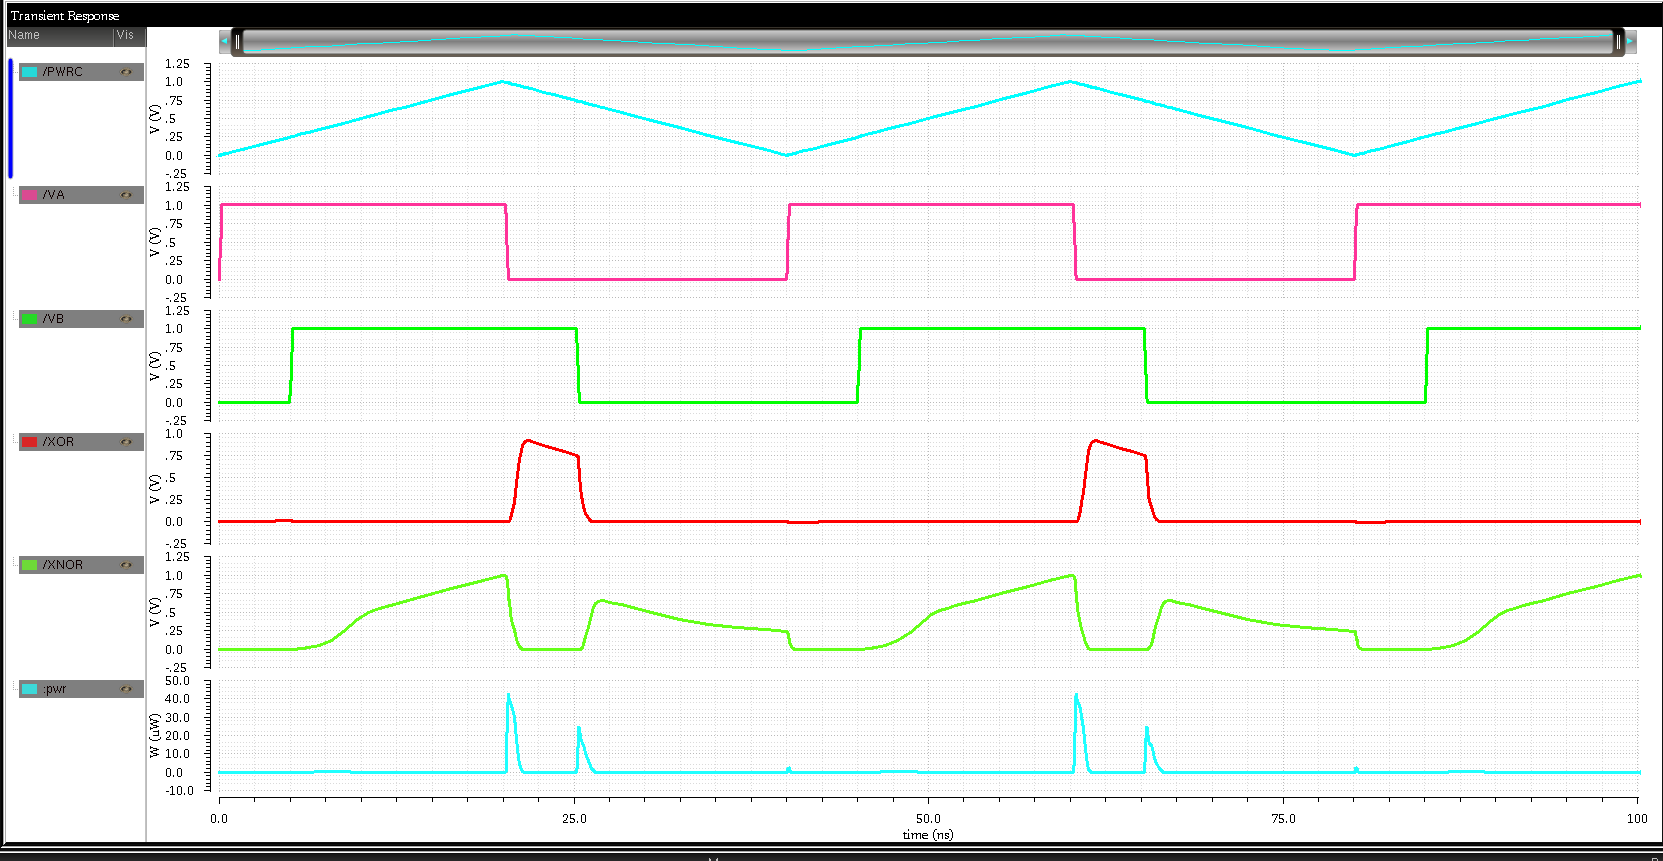 Transient Response
Name Vis
/PWRC
1.25
1.0
.75
.5
.25
0.0
-.25
V (V)
/VA
1.25
1.0
.75
.5
.25
0.0
-.25
V (V)
/VB
1.25
1.0
.75
.5
.25
0.0
-.25
V (V)
/XOR
1.0
.75
.5
.25
0.0
-.25
V (V)
/XNOR
1.25
1.0
.75
.5
.25
0.0
-.25
V (V)
:pwr
50.0
40.0
30.0
20.0
10.0
0.0
-10.0
W (uW)
0.0 25.0 50.0 75.0 100
time (ns)